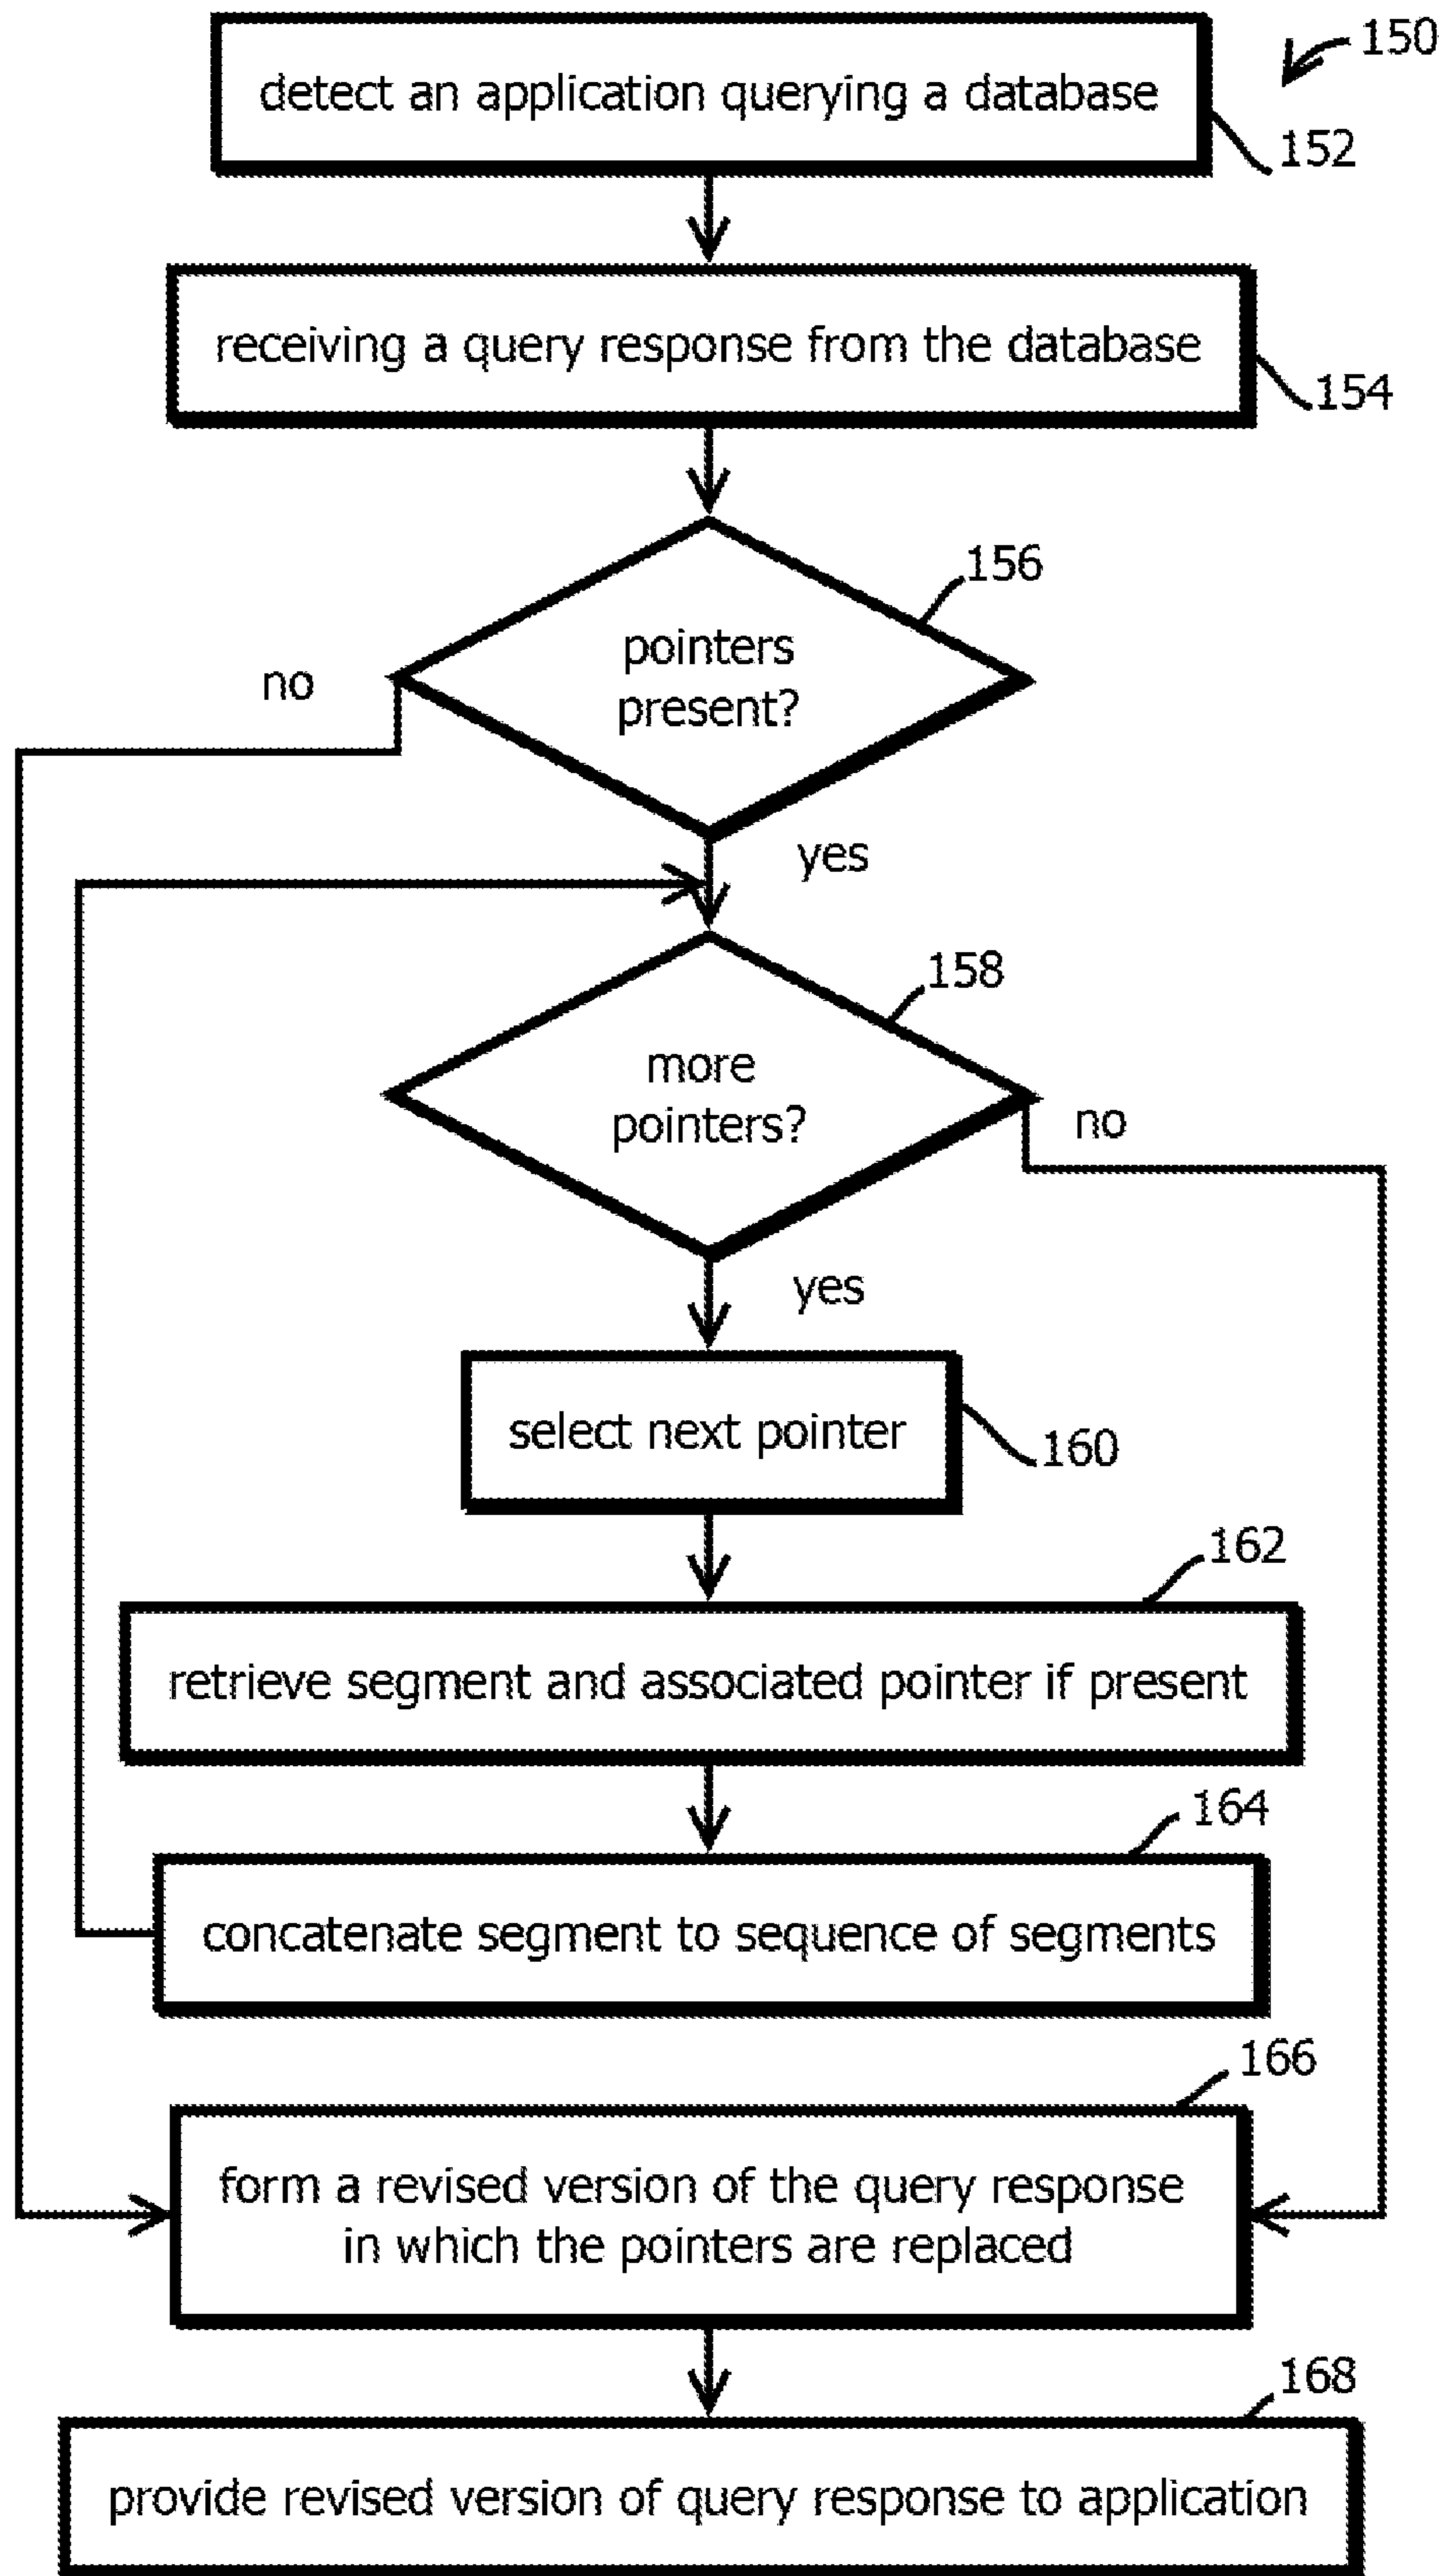 150
detect an application querying a database
152
receiving a query response from the database
154
156
pointers
present?
no
yes
158
more
pointers?
no
yes
select next pointer
160
162
retrieve segment and associated pointer if present
164
concatenate segment to sequence of segments
166
form a revised version of the query response
in which the pointers are replaced
168
provide revised version of query response to application